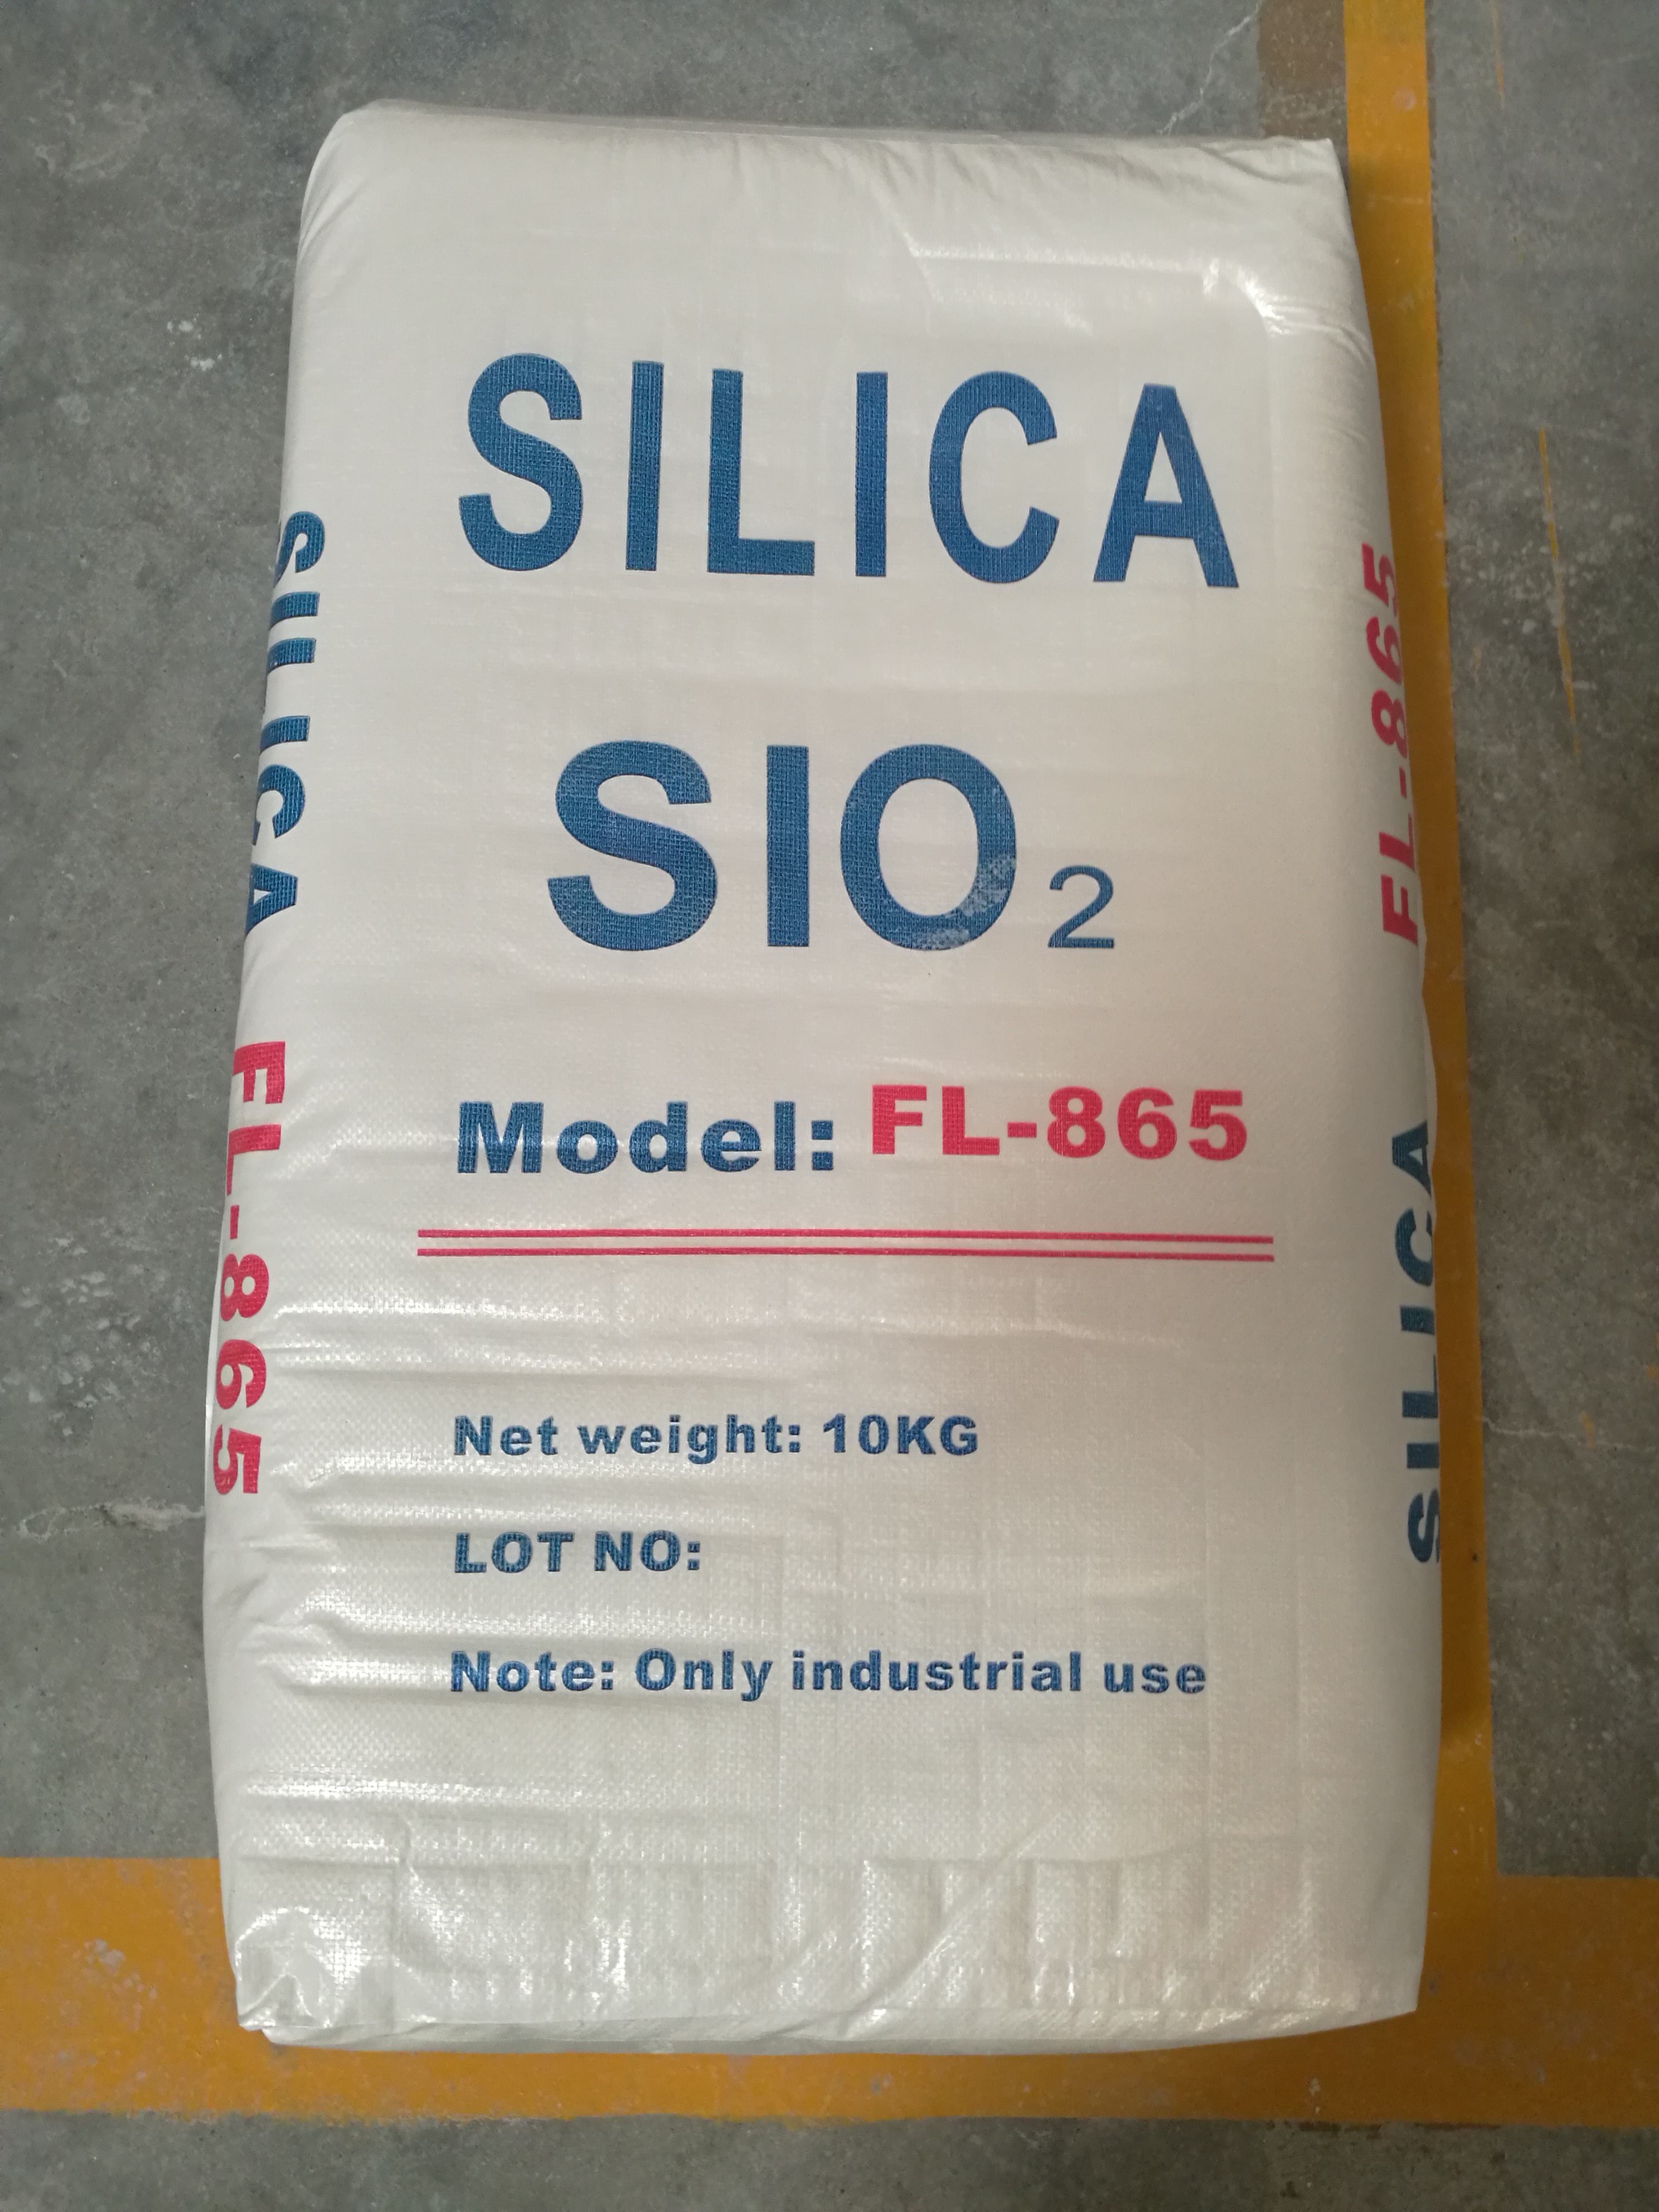 SILICA
SIO₂
Model: FL-865
Net weight: 10KG
LOT NO:
Note: Only industrial use
SILICA FL-865
SILICA FL-865